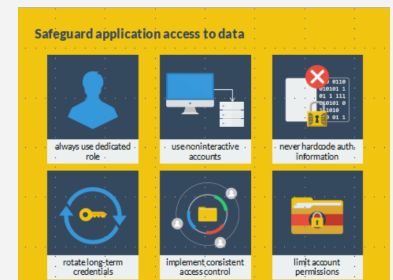 Safeguard application access to data
always use dedicated
role
use noninteractive
accounts
never hardcode auth.
information
rotate long-term
credentials
implement consistent
access control
limit account
permissions